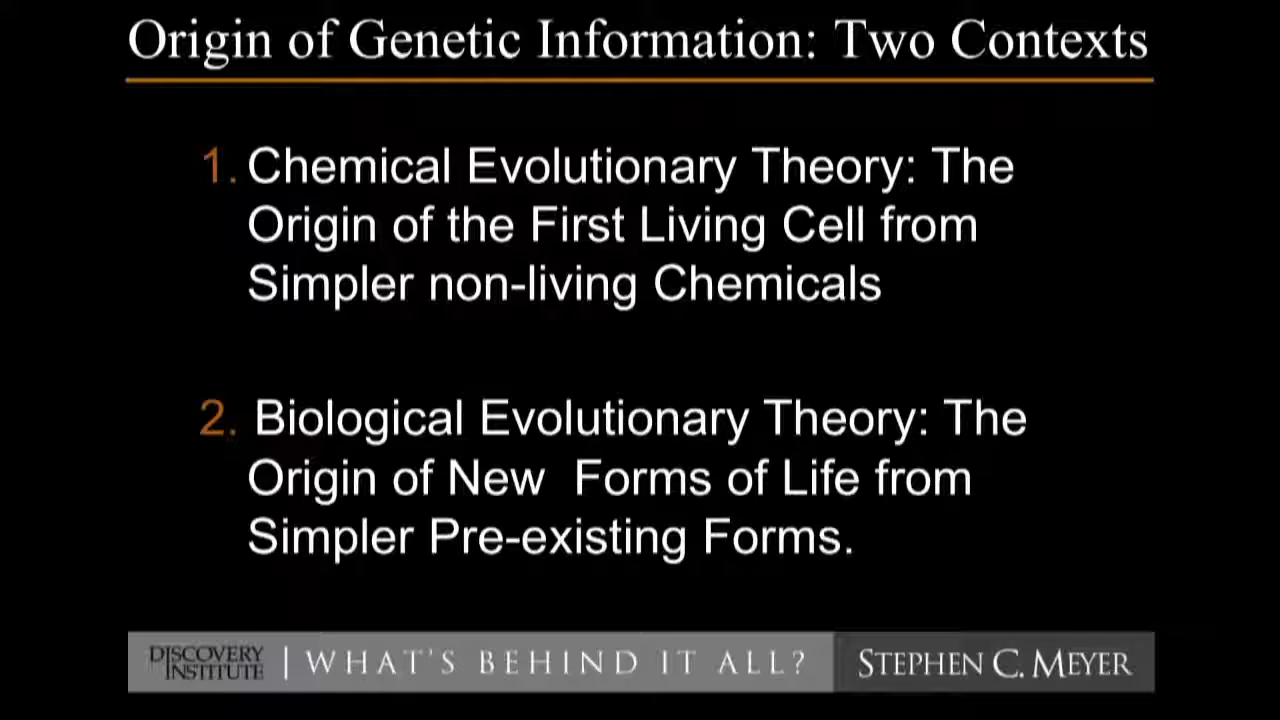 Origin of Genetic Information: Two Contexts
1. Chemical Evolutionary Theory: The
Origin of the First Living Cell from
Simpler non-living Chemicals
2. Biological Evolutionary Theory: The
Origin of New  Forms of Life from
Simpler Pre-existing Forms.
DISCOVERY
INSTITUTE
WHAT'S BEHIND IT ALL?
STEPHEN C. MEYER